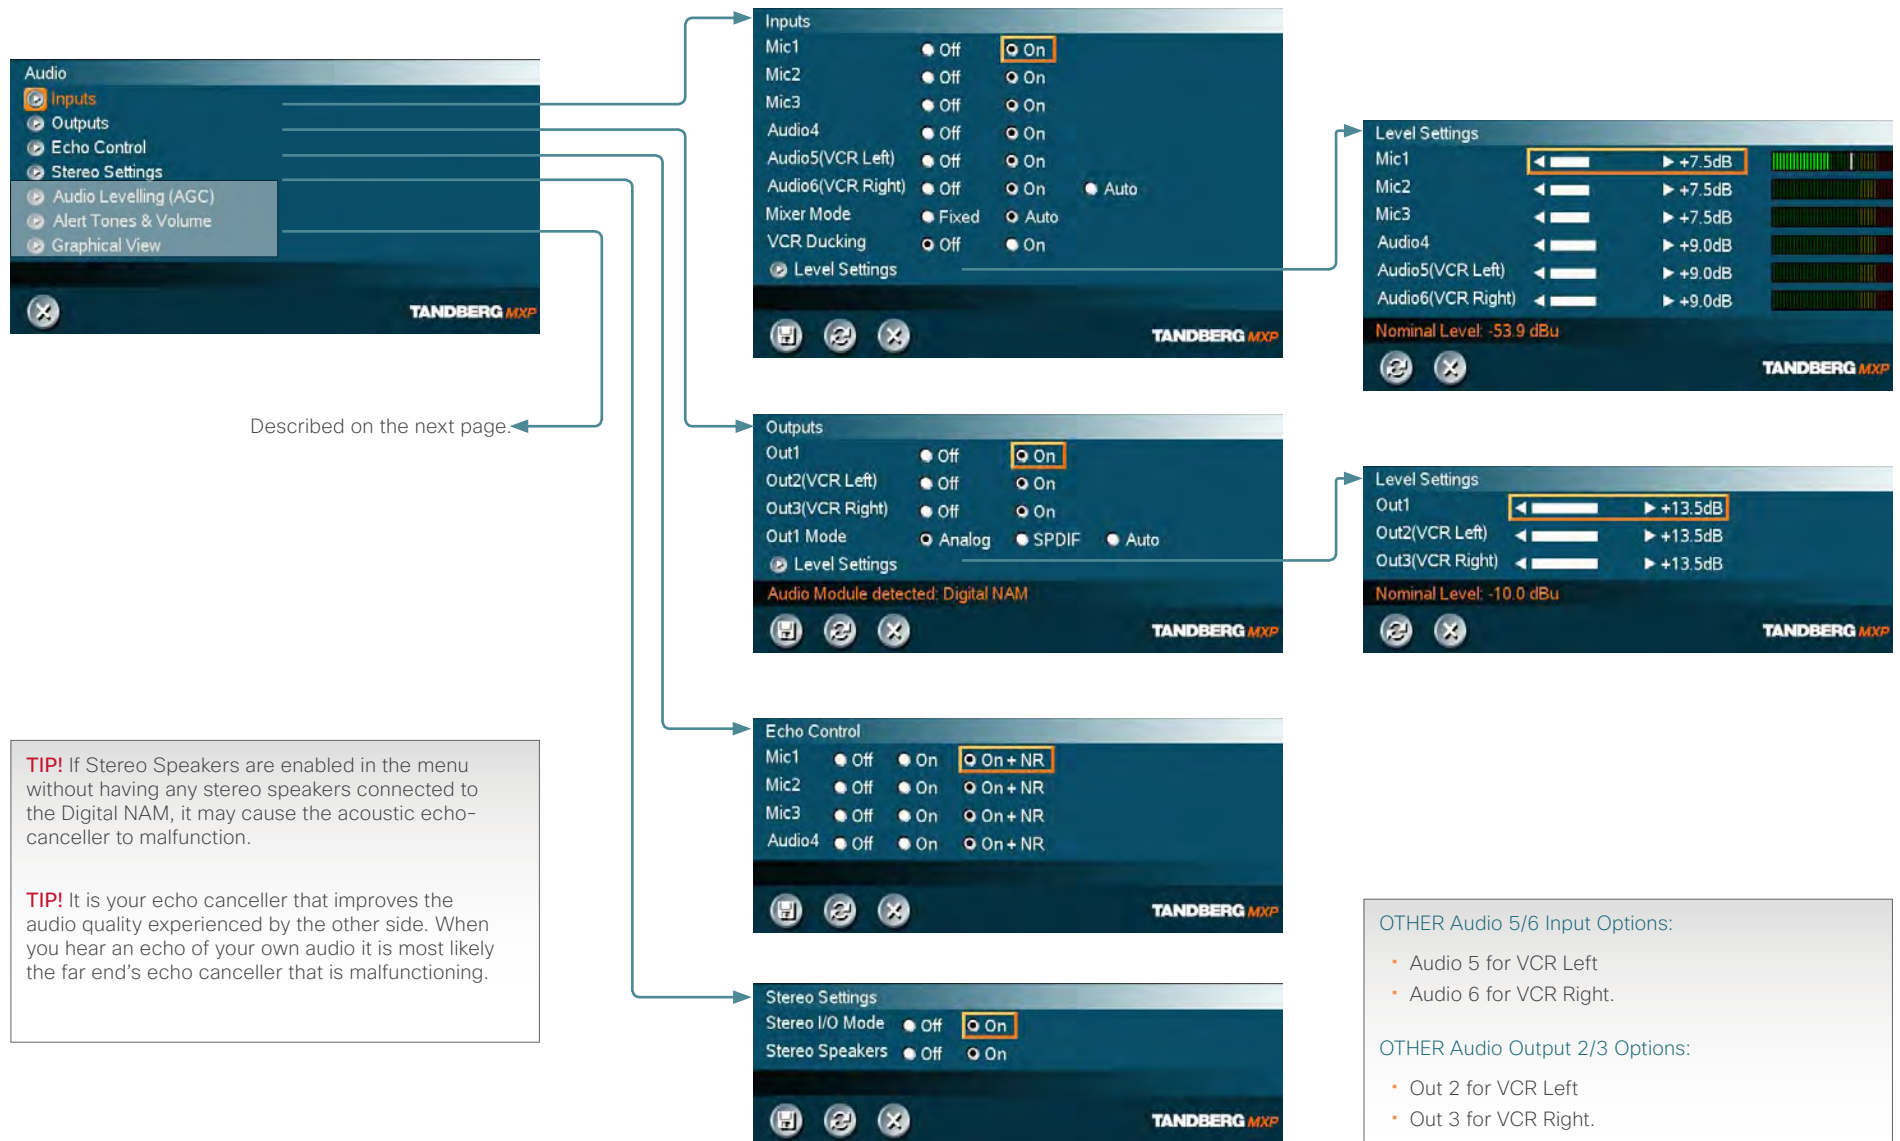 Audio
Inputs
Outputs
Echo Control
Stereo Settings
Audio Levelling (AGC)
Alert Tones & Volume
Graphical View
TANDBERG MXP
Described on the next page.
Inputs
Mic1 Off On
Mic2 Off On
Mic3 Off On
Audio4 Off On
Audio5(VCR Left) Off On
Audio6(VCR Right) Off On Auto
Mixer Mode Fixed Auto
VCR Ducking Off On
Level Settings
TANDBERG MXP
Level Settings
Mic1 +7.5dB
Mic2 +7.5dB
Mic3 +7.5dB
Audio4 +9.0dB
Audio5(VCR Left) +9.0dB
Audio6(VCR Right) +9.0dB
Nominal Level: -53.9 dBu
TANDBERG MXP
Outputs
Out1 Off On
Out2(VCR Left) Off On
Out3(VCR Right) Off On
Out1 Mode Analog SPDIF Auto
Level Settings
Audio Module detected: Digital NAM
TANDBERG MXP
Level Settings
Out1 +13.5dB
Out2(VCR Left) +13.5dB
Out3(VCR Right) +13.5dB
Nominal Level: -10.0 dBu
TANDBERG MXP
Echo Control
Mic1 Off On On + NR
Mic2 Off On On + NR
Mic3 Off On On + NR
Audio4 Off On On + NR
TANDBERG MXP
Stereo Settings
Stereo I/O Mode Off On
Stereo Speakers Off On
TANDBERG MXP
TIP! If Stereo Speakers are enabled in the menu
without having any stereo speakers connected to
the Digital NAM, it may cause the acoustic echo-
canceller to malfunction.
TIP! It is your echo canceller that improves the
audio quality experienced by the other side. When
you hear an echo of your own audio it is most likely
the far end's echo canceller that is malfunctioning.
OTHER Audio 5/6 Input Options:
• Audio 5 for VCR Left
• Audio 6 for VCR Right.
OTHER Audio Output 2/3 Options:
• Out 2 for VCR Left
• Out 3 for VCR Right.